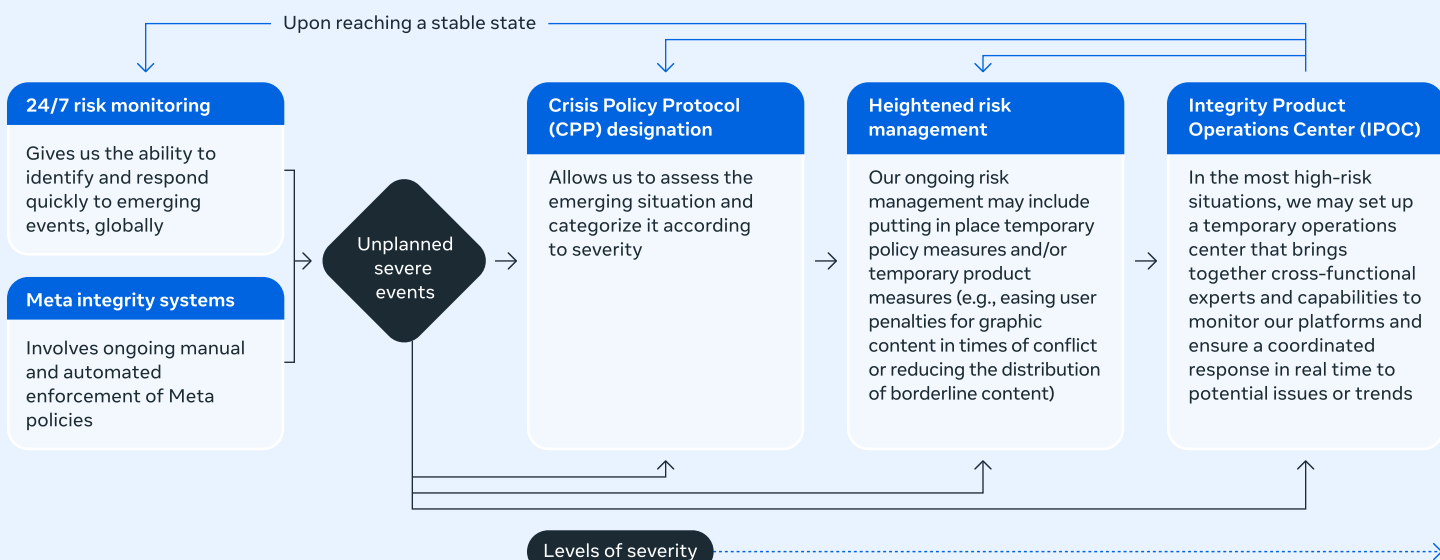 Upon reaching a stable state
24/7 risk monitoring
Gives us the ability to
identify and respond
quickly to emerging
events, globally
Meta integrity systems
Involves ongoing manual
and automated
enforcement of Meta
policies
Unplanned
severe
events
Crisis Policy Protocol
(CPP) designation
Allows us to assess the
emerging situation and
categorize it according
to severity
Heightened risk
management
Our ongoing risk
management may include
putting in place temporary
policy measures and/or
temporary product
measures (e.g., easing user
penalties for graphic
content in times of conflict
or reducing the distribution
of borderline content)
Integrity Product
Operations Center (IPOC)
In the most high-risk
situations, we may set up
a temporary operations
center that brings
together cross-functional
experts and capabilities to
monitor our platforms and
ensure a coordinated
response in real time to
potential issues or trends
Levels of severity